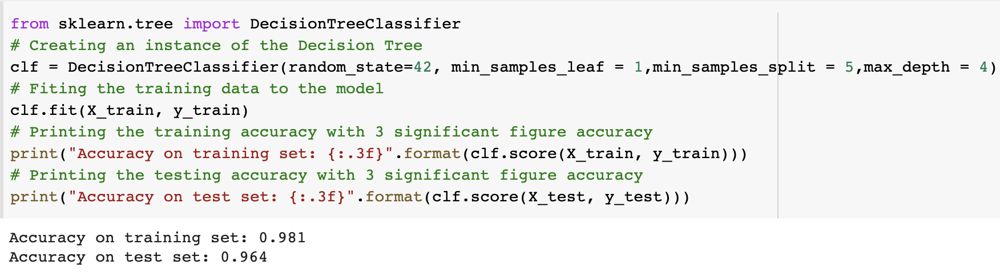 from sklearn.tree import DecisionTreeClassifier
# Creating an instance of the Decision Tree
clf = DecisionTreeClassifier(random_state=42, min_samples_leaf = 1,min_samples_split = 5,max_depth = 4)
# Fiting the training data to the model
clf.fit(X_train, y_train)
# Printing the training accuracy with 3 significant figure accuracy
print("Accuracy on training set: {:.3f}".format(clf.score(X_train, y_train)))
# Printing the testing accuracy with 3 significant figure accuracy
print("Accuracy on test set: {:.3f}".format(clf.score(X_test, y_test)))
Accuracy on training set: 0.981
Accuracy on test set: 0.964